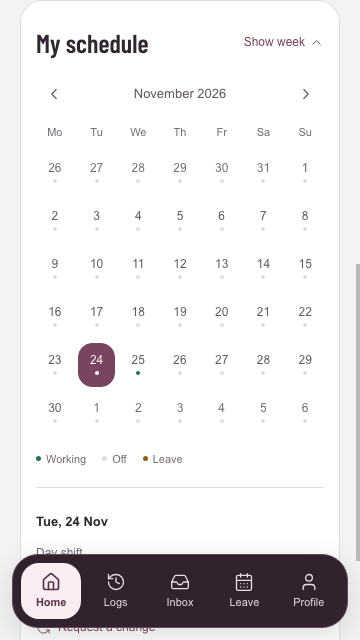 My schedule
Show week
November 2026
Mo Tu We Th Fr Sa Su
26 27 28 29 30 31 1
2 3 4 5 6 7 8
9 10 11 12 13 14 15
16 17 18 19 20 21 22
23 24 25 26 27 28 29
30 1 2 3 4 5 6
Working Off Leave
Tue, 24 Nov
Day shift
Request a change
Home Logs Inbox Leave Profile